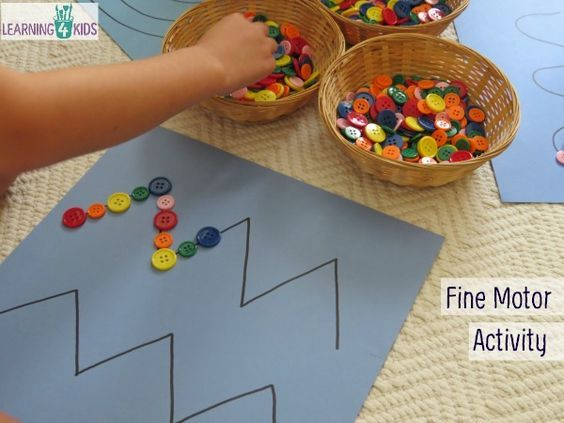 LEARNING 4 KIDS
Fine Motor
Activity